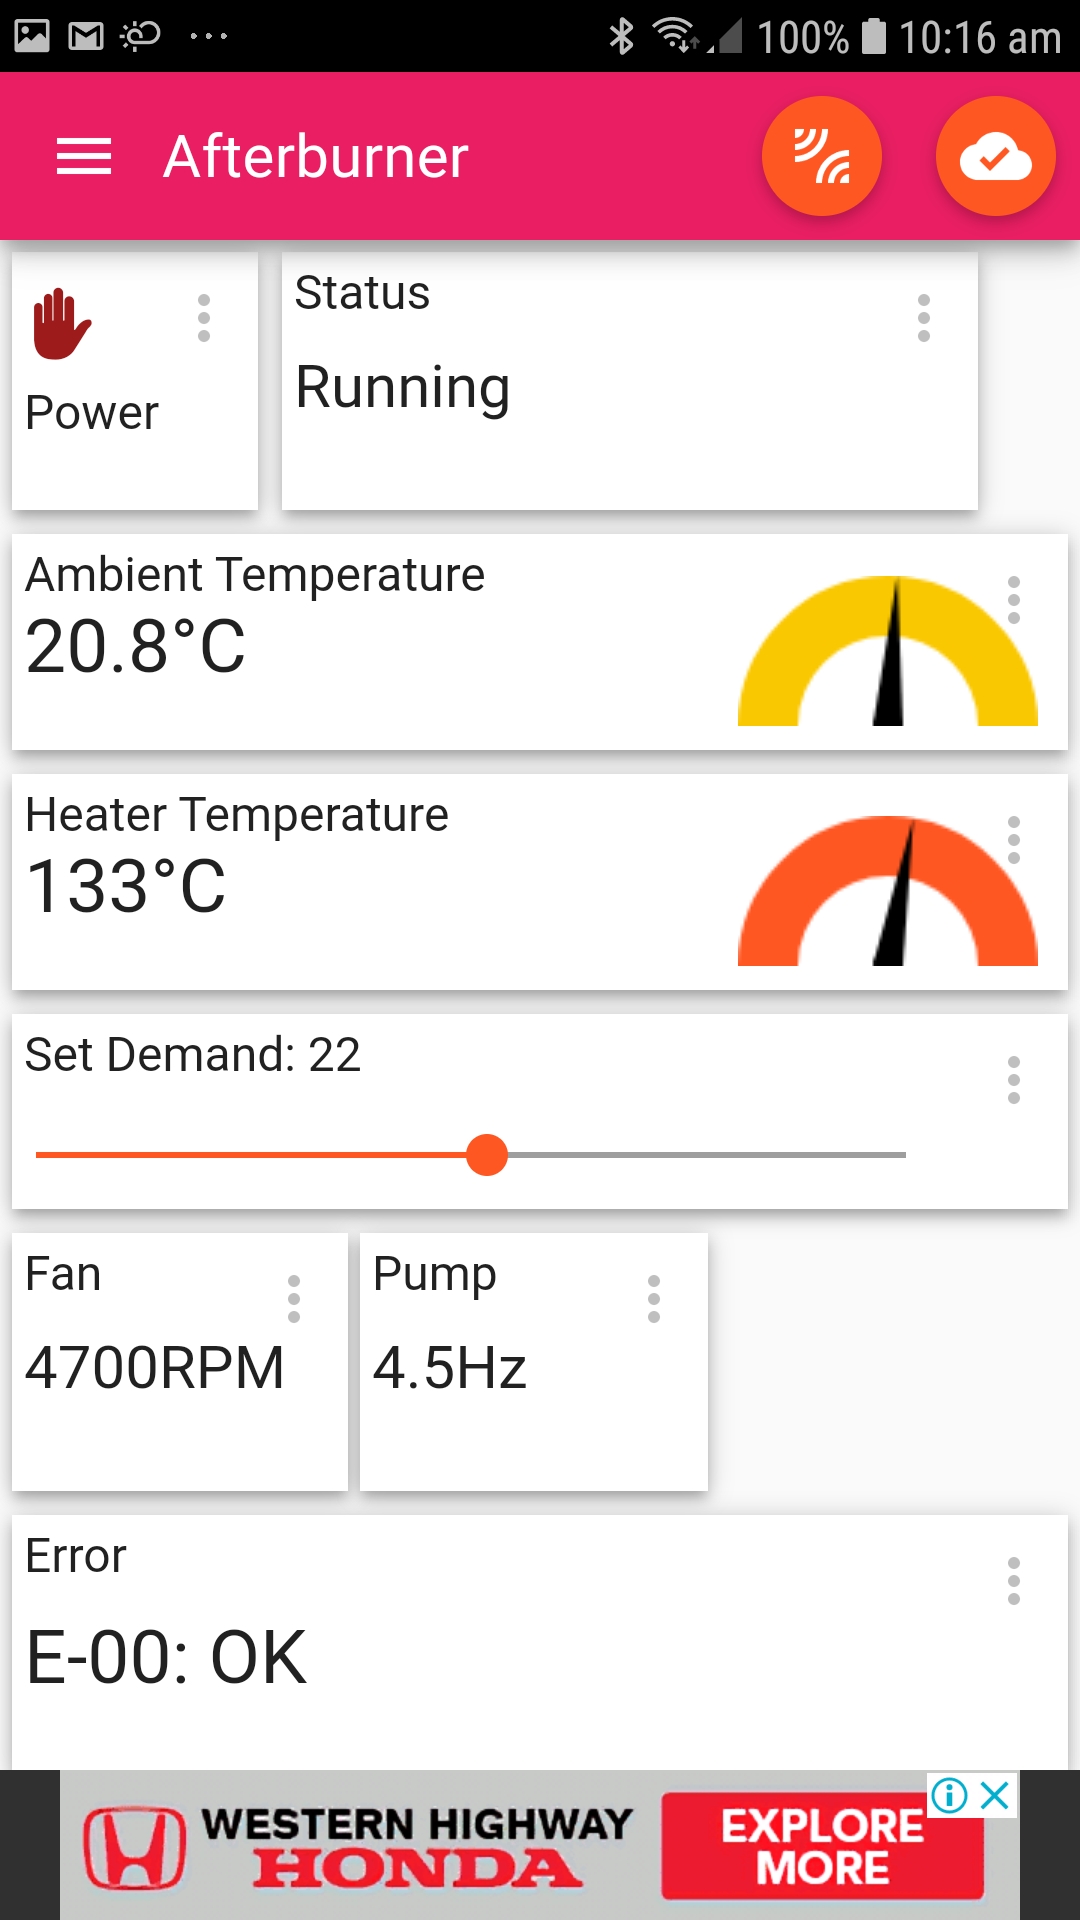 100% 10:16 am
Afterburner
Power
Status
Running
Ambient Temperature
20.8°C
Heater Temperature
133°C
Set Demand: 22
Fan
4700RPM
Pump
4.5Hz
Error
E-00: OK
WESTERN HIGHWAY
HONDA
EXPLORE
MORE